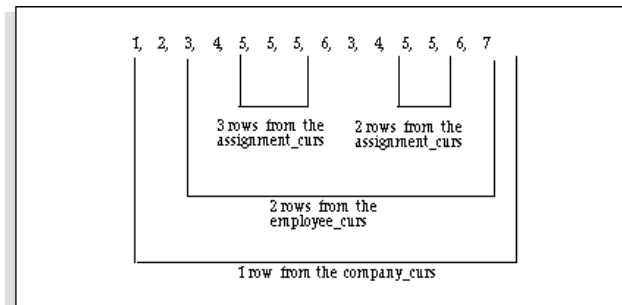 1, 2, 3, 4, 5, 5, 5, 6, 3, 4, 5, 5, 6, 7
3 rows from the
assignment_curs
2 rows from the
assignment_curs
2 rows from the
employee_curs
1 row from the company_curs